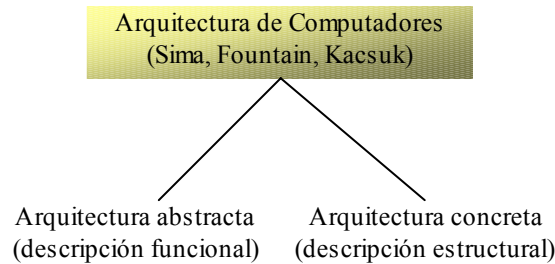 Arquitectura de Computadores
(Sima, Fountain, Kacsuk)
Arquitectura abstracta
(descripción funcional)
Arquitectura concreta
(descripción estructural)